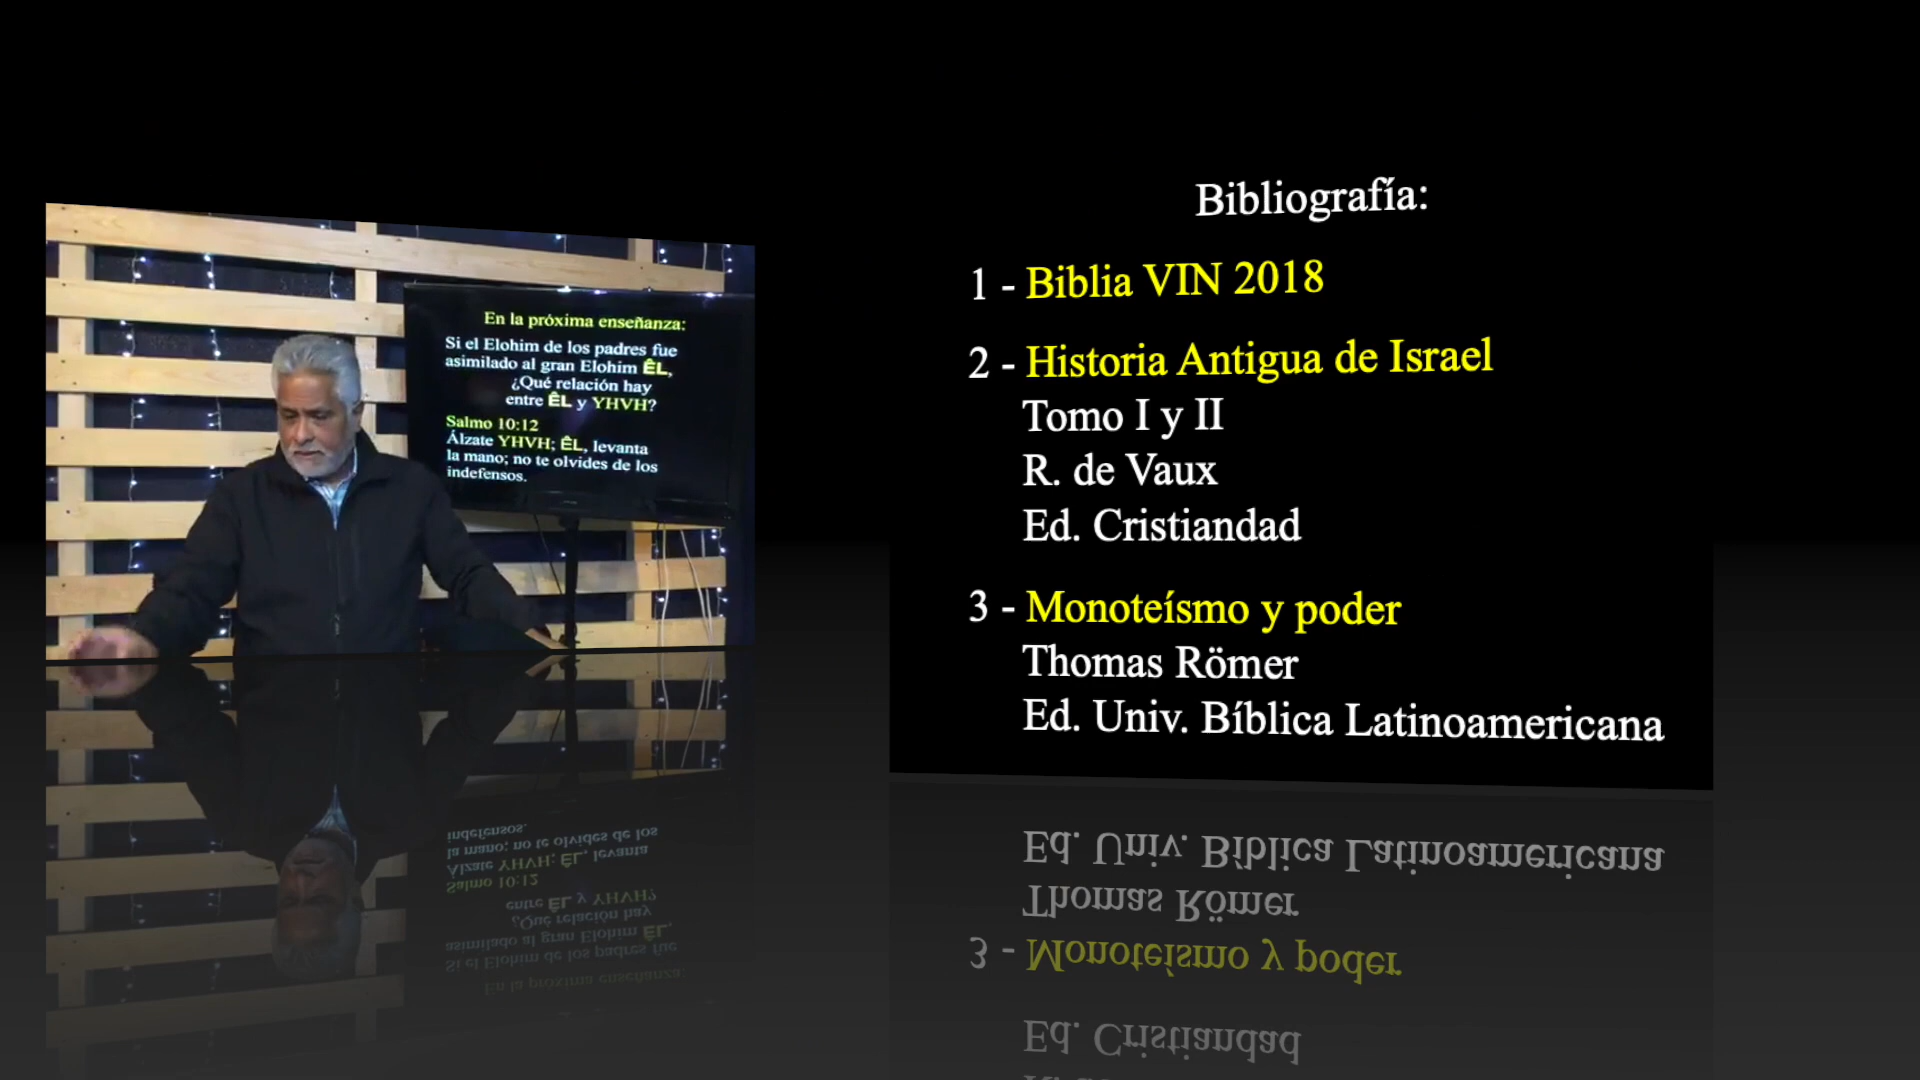 En la próxima enseñanza:
Si el Elohim de los padres fue
asimilado al gran Elohim ÊL,
¿Qué relación hay
entre ÊL y YHVH?
Salmo 10:12
Álzate YHVH; ÊL, levanta
la mano; no te olvides de los
indefensos.
Bibliografía:
1 - Biblia VIN 2018
2 - Historia Antigua de Israel
Tomo I y II
R. de Vaux
Ed. Cristiandad
3 - Monoteísmo y poder
Thomas Römer
Ed. Univ. Bíblica Latinoamericana